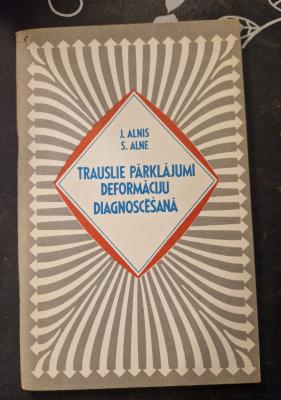 J. ALNIS
S. ALNE
TRAUSLIE PĀRKLĀJUMI
DEFORMĀCIJU
DIAGNOSCĒŠANĀ